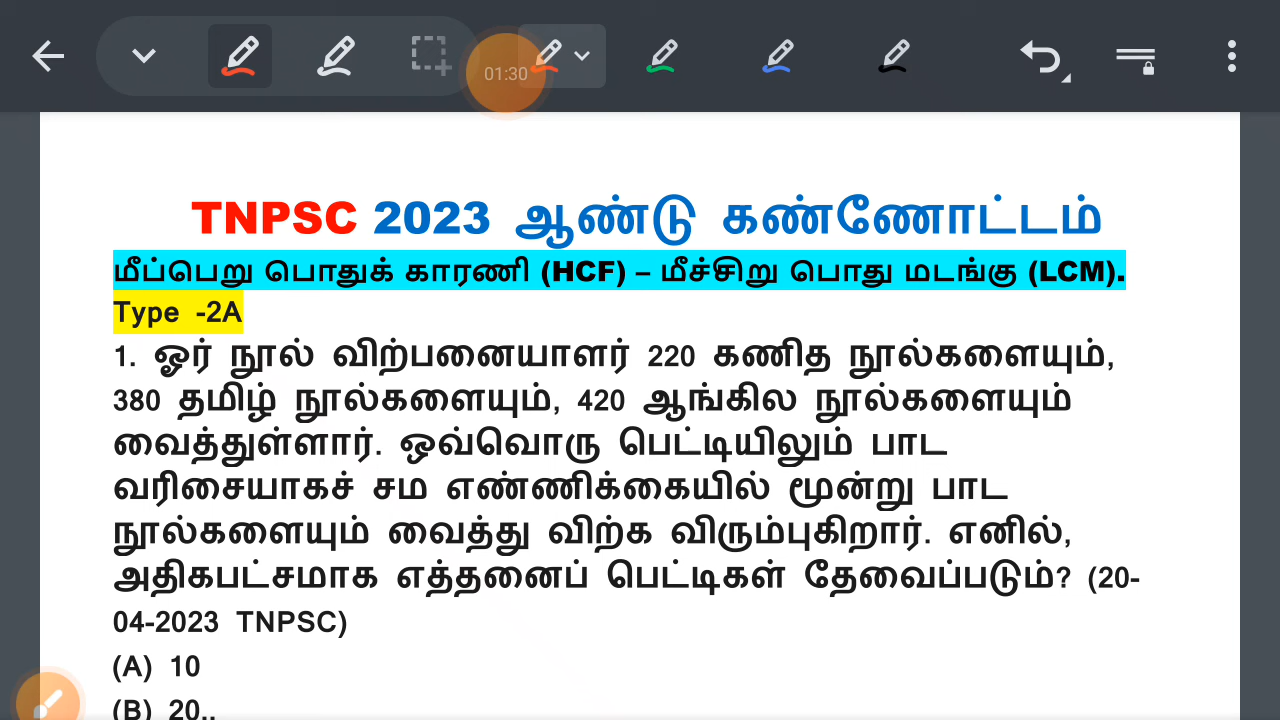 01:30
TNPSC 2023 ஆண்டு கண்ணோட்டம்
மீப்பெறு பொதுக் காரணி (HCF) – மீச்சிறு பொது மடங்கு (LCM).
Type -2A
1. ஓர் நூல் விற்பனையாளர் 220 கணித நூல்களையும்,
380 தமிழ் நூல்களையும், 420 ஆங்கில நூல்களையும்
வைத்துள்ளார். ஒவ்வொரு பெட்டியிலும் பாட
வரிசையாகச் சம எண்ணிக்கையில் மூன்று பாட
நூல்களையும் வைத்து விற்க விரும்புகிறார். எனில்,
அதிகபட்சமாக எத்தனைப் பெட்டிகள் தேவைப்படும்? (20-
04-2023 TNPSC)
(A) 10
(B) 20..